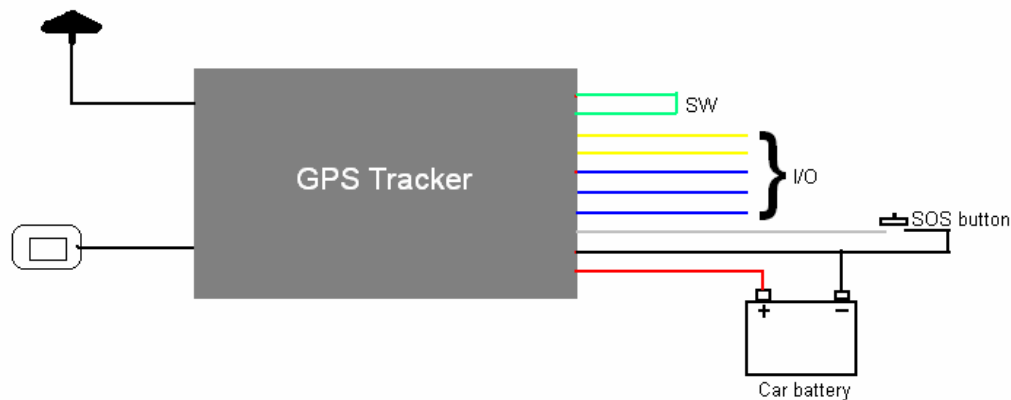 SW
GPS Tracker
I/O
SOS button
+
−
Car battery